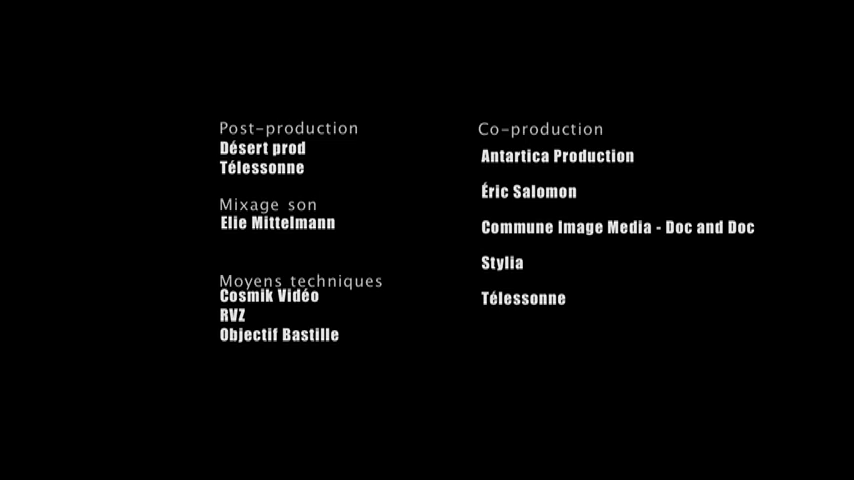 Post-production
Désert prod
Télessonne
Mixage son
Elie Mittelmann
Moyens techniques
Cosmik Vidéo
RVZ
Objectif Bastille
Co-production
Antartica Production
Éric Salomon
Commune Image Media - Doc and Doc
Stylia
Télessonne